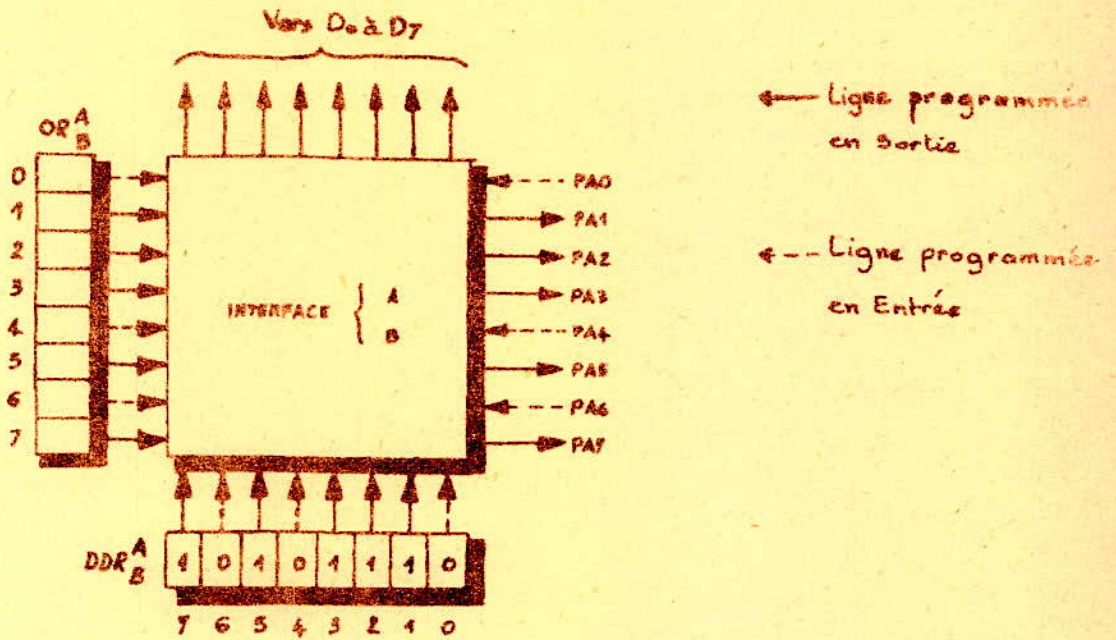 Vers D0 à D7
OR A B
0
1
2
3
4
5
6
7
INTERFACE { A B
PA0
PA1
PA2
PA3
PA4
PA5
PA6
PA7
← Ligne programmée
en Sortie
← - - Ligne programmée
en Entrée
DDR A B
1 0 1 0 1 1 1 0
7 6 5 4 3 2 1 0